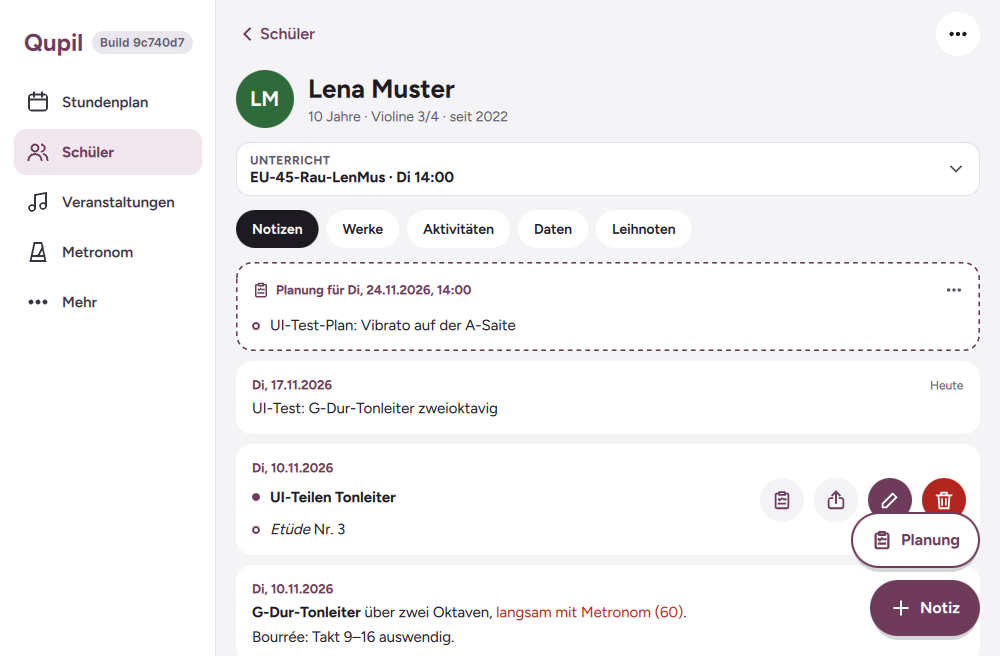 Qupil
Build 9c740d7
Stundenplan
Schüler
Veranstaltungen
Metronom
Mehr
Schüler
LM
Lena Muster
10 Jahre · Violine 3/4 · seit 2022
UNTERRICHT
EU-45-Rau-LenMus · Di 14:00
Notizen
Werke
Aktivitäten
Daten
Leihnoten
Planung für Di, 24.11.2026, 14:00
UI-Test-Plan: Vibrato auf der A-Saite
Di, 17.11.2026
Heute
UI-Test: G-Dur-Tonleiter zweioktavig
Di, 10.11.2026
UI-Teilen Tonleiter
Etüde Nr. 3
Planung
Di, 10.11.2026
G-Dur-Tonleiter über zwei Oktaven, langsam mit Metronom (60).
Bourrée: Takt 9–16 auswendig.
Notiz